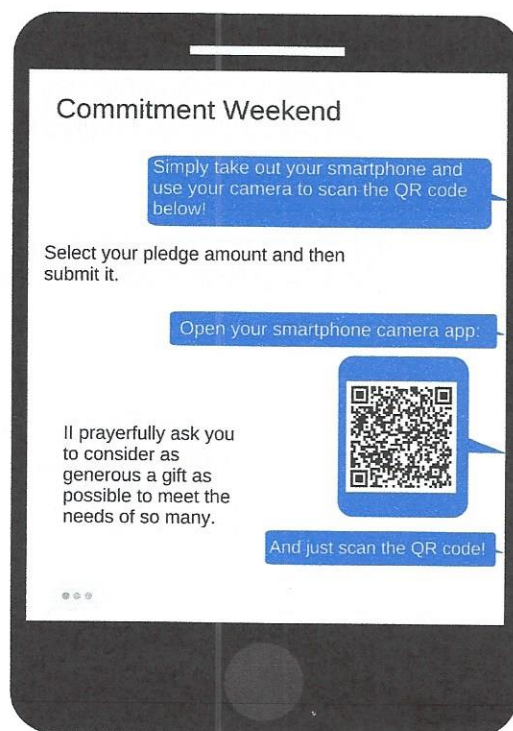 Commitment Weekend
Simply take out your smartphone and
use your camera to scan the QR code
below!
Select your pledge amount and then
submit it.
Open your smartphone camera app:
II prayerfully ask you
to consider as
generous a gift as
possible to meet the
needs of so many.
And just scan the QR code!